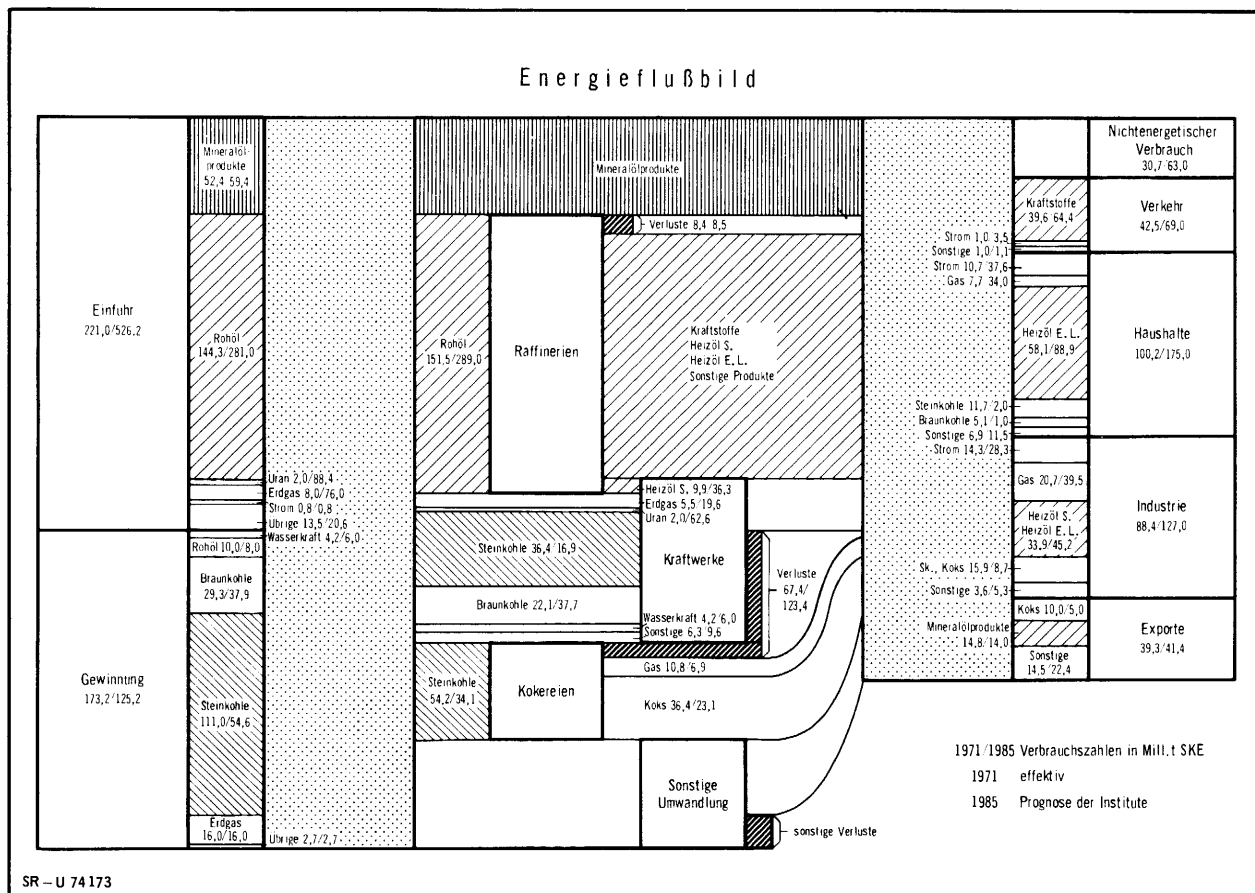 Energieflußbild
Einfuhr
221,0/526,2
Gewinnung
173,2/125,2
Mineralöl-
produkte
52,4 59,4
Rohöl
144,3/281,0
Rohöl 10,0/8,0
Braunkohle
29,3/37,9
Steinkohle
111,0/54,6
Erdgas
16,0/16,0
Uran 2,0/88,4
Erdgas 8,0/76,0
Strom 0,8/0,8
Übrige 13,5/20,6
Wasserkraft 4,2/6,0
Übrige 2,7/2,7
Mineralölprodukte
Rohöl
151,5/289,0
Raffinerien
Verluste 8,4 8,5
Kraftstoffe
Heizöl S.
Heizöl E.L.
Sonstige Produkte
Steinkohle 36,4/16,9
Braunkohle 22,1/37,7
Heizöl S. 9,9/36,3
Erdgas 5,5/19,6
Uran 2,0/62,6
Kraftwerke
Wasserkraft 4,2/6,0
Sonstige 6,3/9,6
Verluste
67,4/
123,4
Steinkohle
54,2/34,1
Kokereien
Gas 10,8/6,9
Koks 36,4/23,1
Sonstige
Umwandlung
sonstige Verluste
Strom 1,0/3,5
Sonstige 1,0/1,1
Strom 10,7/37,6
Gas 7,7 34,0
Steinkohle 11,7/2,0
Braunkohle 5,1/1,0
Sonstige 6,9 11,5
Strom 14,3/28,3
Sk., Koks 15,9/8,7
Sonstige 3,6/5,3
Mineralölprodukte
14,8/14,0
Kraftstoffe
39,6 64,4
Heizöl E.L.
58,1/88,9
Gas 20,7/39,5
Heizöl S.
Heizöl E.L.
33,9/45,2
Koks 10,0/5,0
Sonstige
14,5/22,4
Nichtenergetischer
Verbrauch
30,7/63,0
Verkehr
42,5/69,0
Haushalte
100,2/175,0
Industrie
88,4/127,0
Exporte
39,3/41,4
1971/1985 Verbrauchszahlen in Mill.t SKE
1971 effektiv
1985 Prognose der Institute
SR – U 74173